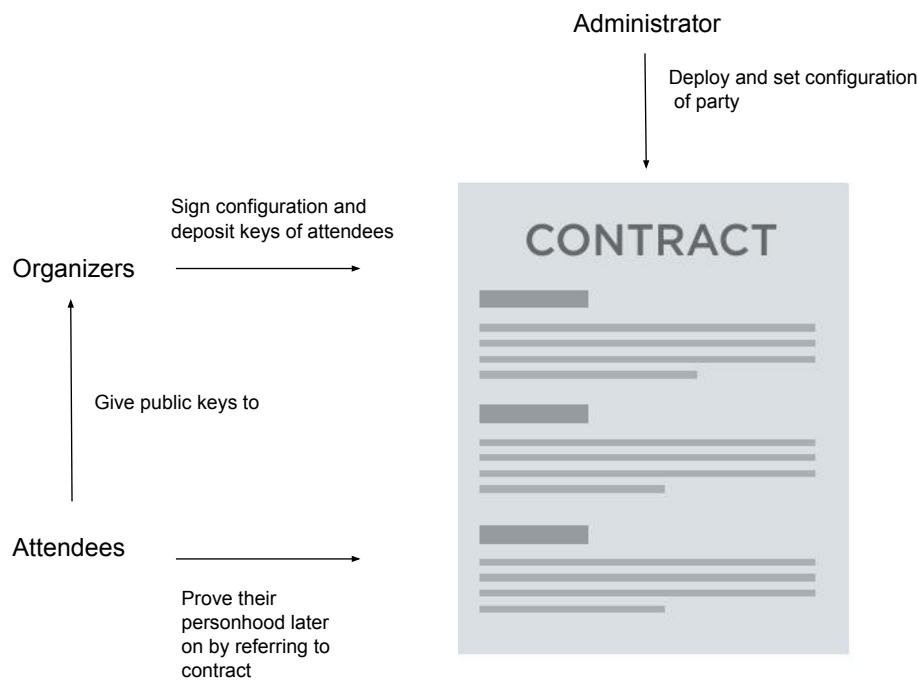 Administrator
Deploy and set configuration
of party
Sign configuration and
deposit keys of attendees
CONTRACT
Organizers
Give public keys to
Attendees
Prove their
personhood later
on by referring to
contract